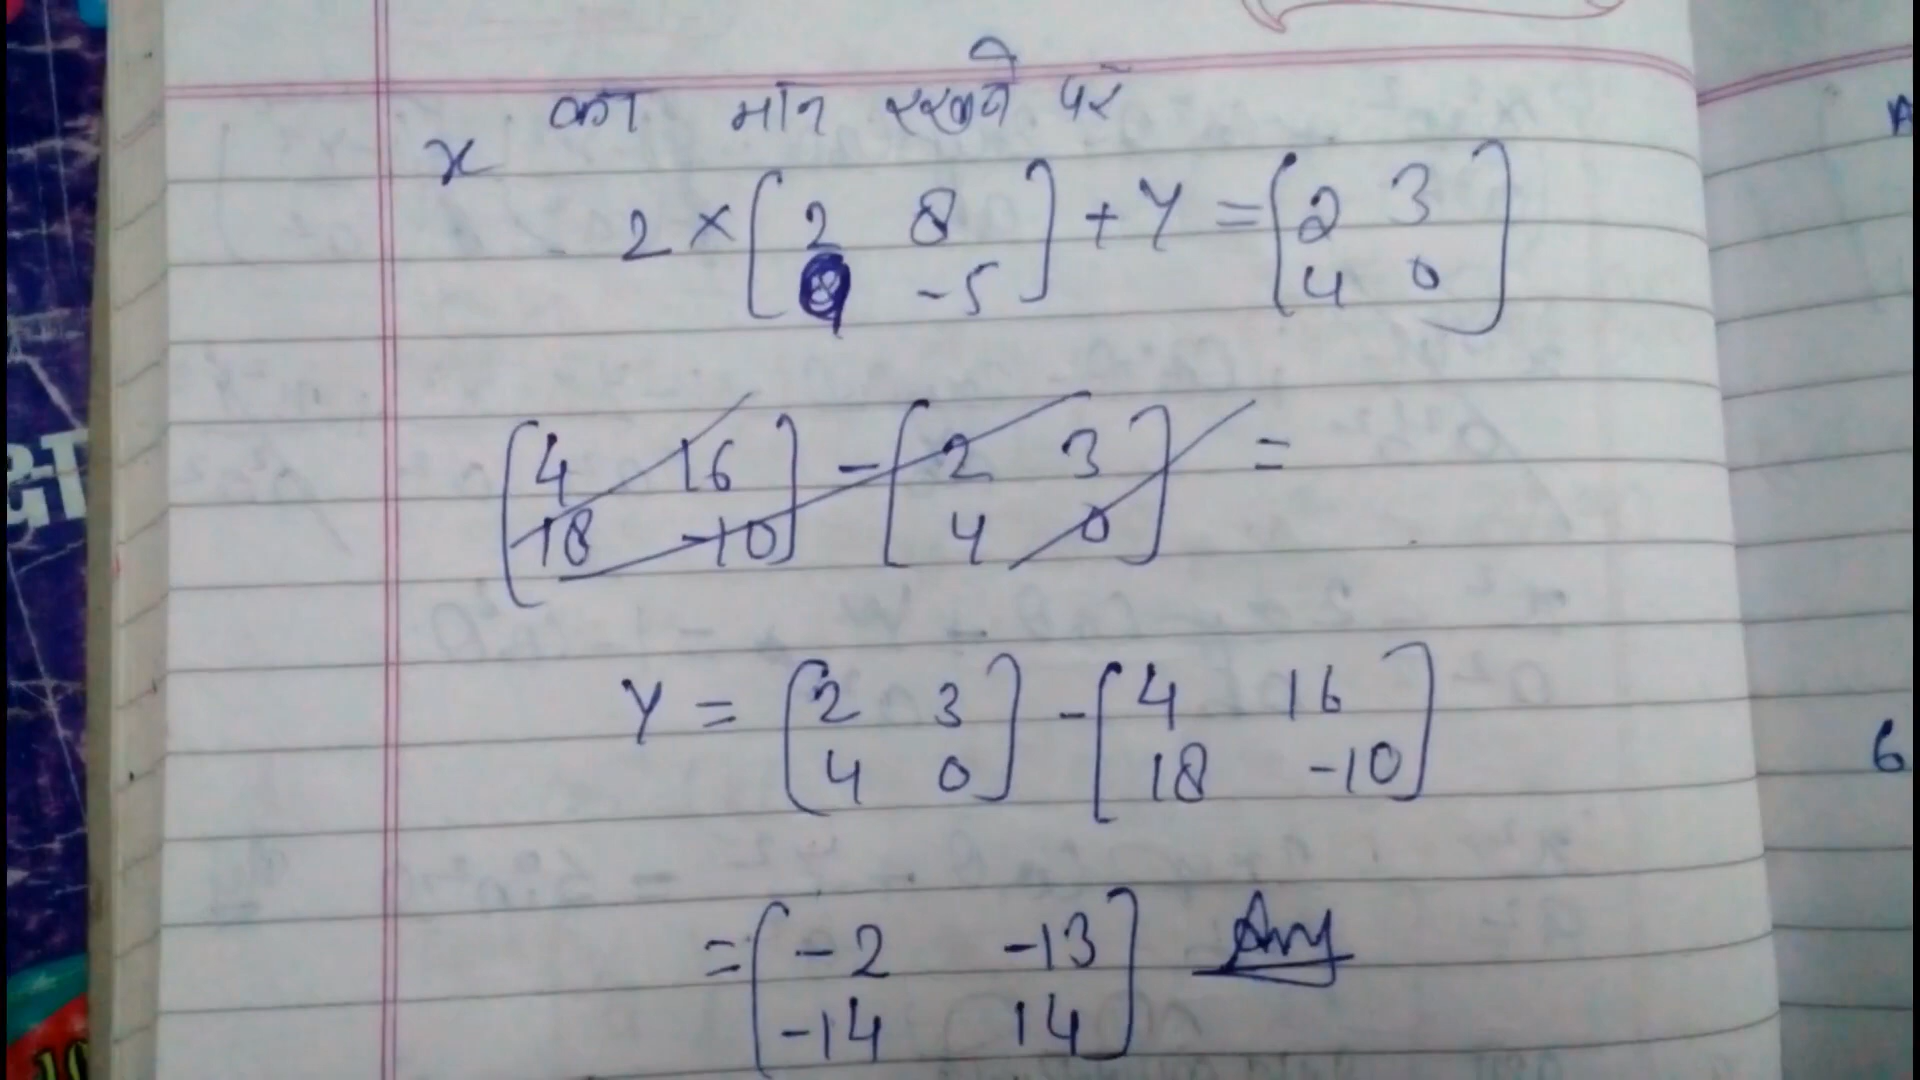 x का मान रखने पर
2 × [2 8] + Y = [2 3]
[9 -5] [4 0]
[4 16] - [2 3] =
[18 -10] [4 0]
Y = [2 3] - [4 16]
[4 0] [18 -10]
= [-2 -13] Ans
[-14 14]
6